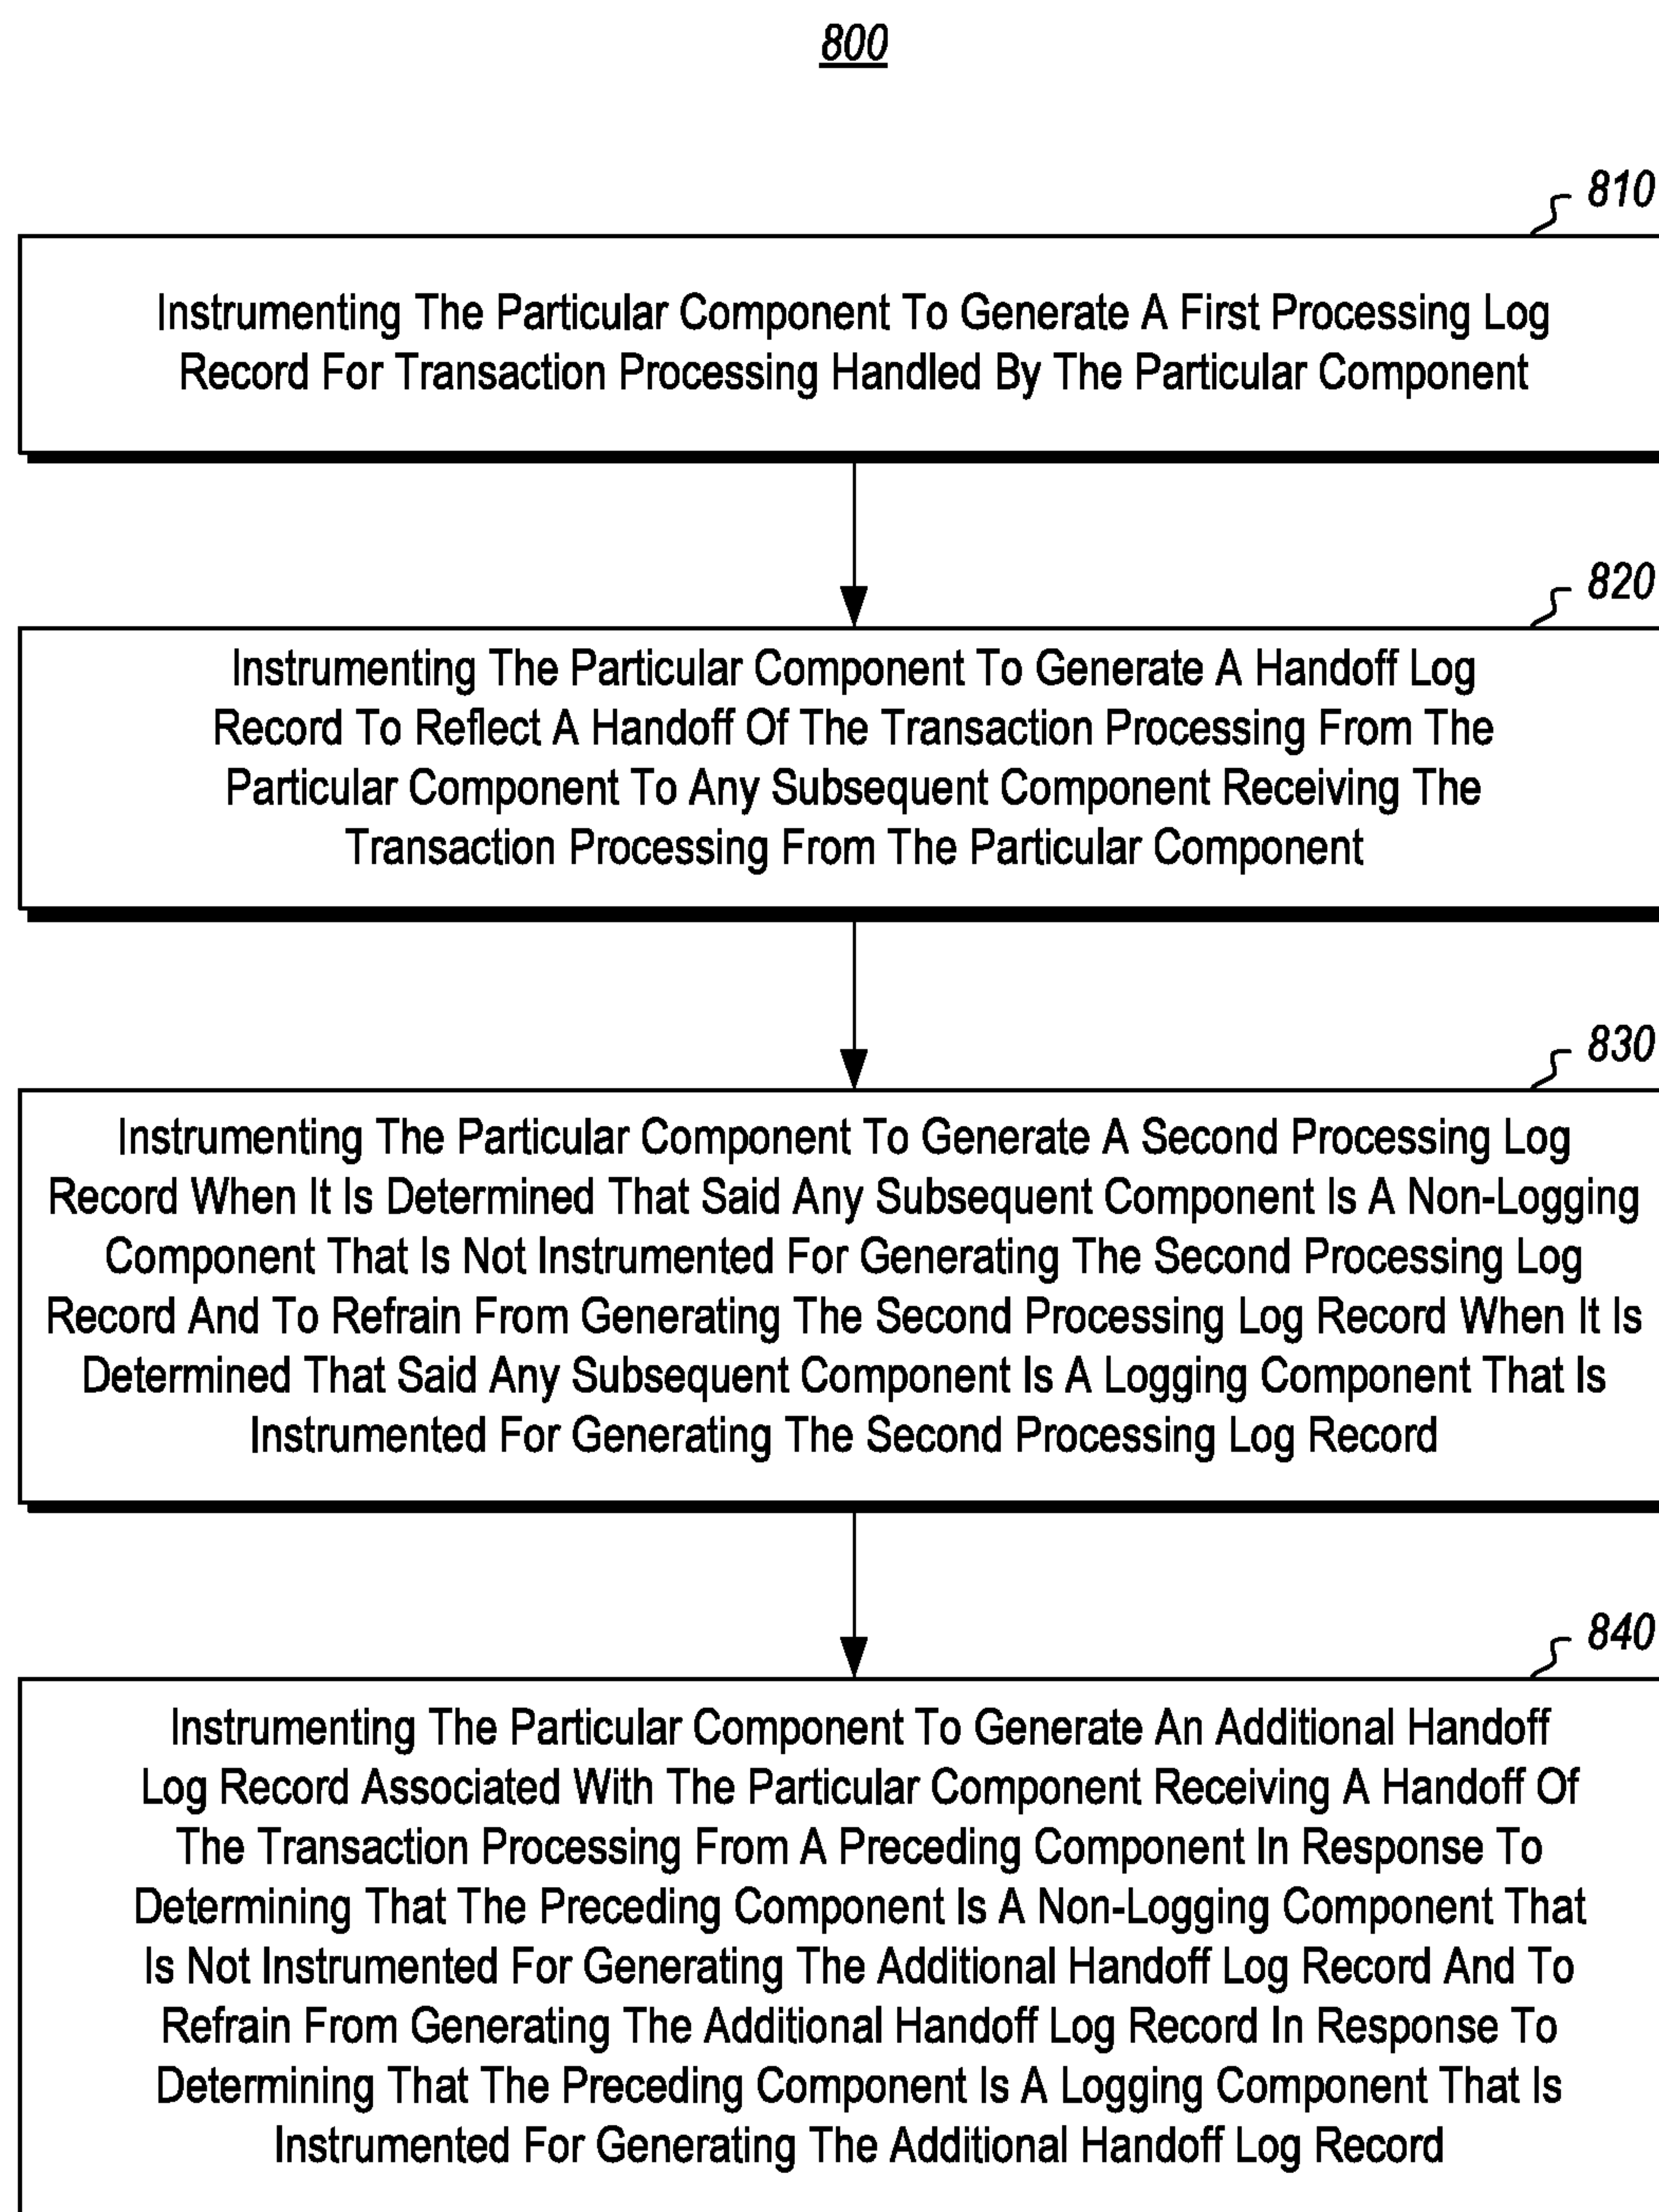 800
810
Instrumenting The Particular Component To Generate A First Processing Log
Record For Transaction Processing Handled By The Particular Component
820
Instrumenting The Particular Component To Generate A Handoff Log
Record To Reflect A Handoff Of The Transaction Processing From The
Particular Component To Any Subsequent Component Receiving The
Transaction Processing From The Particular Component
830
Instrumenting The Particular Component To Generate A Second Processing Log
Record When It Is Determined That Said Any Subsequent Component Is A Non-Logging
Component That Is Not Instrumented For Generating The Second Processing Log
Record And To Refrain From Generating The Second Processing Log Record When It Is
Determined That Said Any Subsequent Component Is A Logging Component That Is
Instrumented For Generating The Second Processing Log Record
840
Instrumenting The Particular Component To Generate An Additional Handoff
Log Record Associated With The Particular Component Receiving A Handoff Of
The Transaction Processing From A Preceding Component In Response To
Determining That The Preceding Component Is A Non-Logging Component That
Is Not Instrumented For Generating The Additional Handoff Log Record And To
Refrain From Generating The Additional Handoff Log Record In Response To
Determining That The Preceding Component Is A Logging Component That Is
Instrumented For Generating The Additional Handoff Log Record